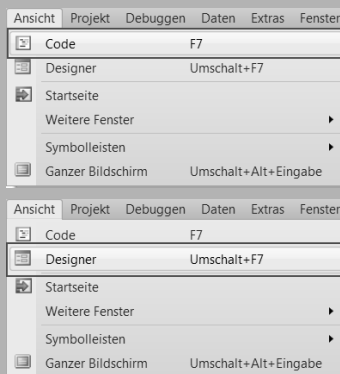 Ansicht Projekt Debuggen Daten Extras Fenster
Code F7
Designer Umschalt+F7
Startseite
Weitere Fenster
Symbolleisten
Ganzer Bildschirm Umschalt+Alt+Eingabe
Ansicht Projekt Debuggen Daten Extras Fenster
Code F7
Designer Umschalt+F7
Startseite
Weitere Fenster
Symbolleisten
Ganzer Bildschirm Umschalt+Alt+Eingabe